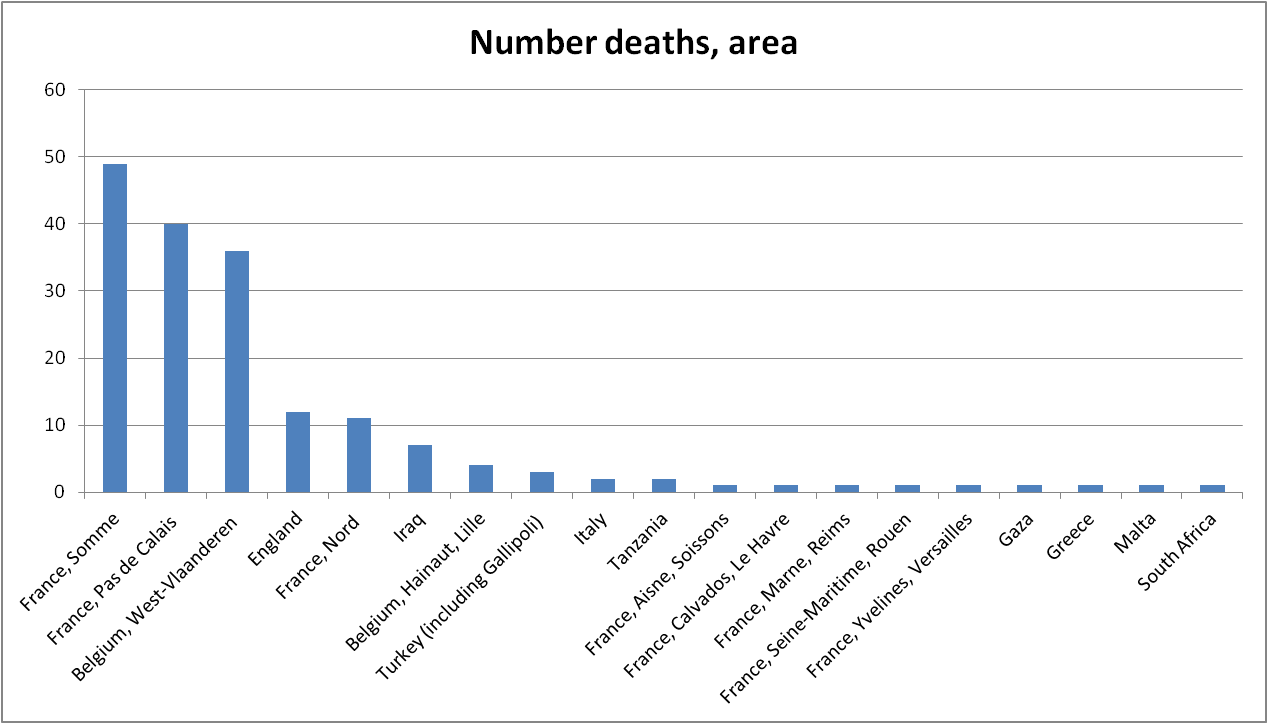 Number deaths, area
60
50
40
30
20
10
0
France, Somme
France, Pas de Calais
Belgium, West-Vlaanderen
England
France, Nord
Iraq
Belgium, Hainaut, Lille
Turkey (including Gallipoli)
Italy
Tanzania
France, Aisne, Soissons
France, Calvados, Le Havre
France, Marne, Reims
France, Seine-Maritime, Rouen
France, Yvelines, Versailles
Gaza
Greece
Malta
South Africa